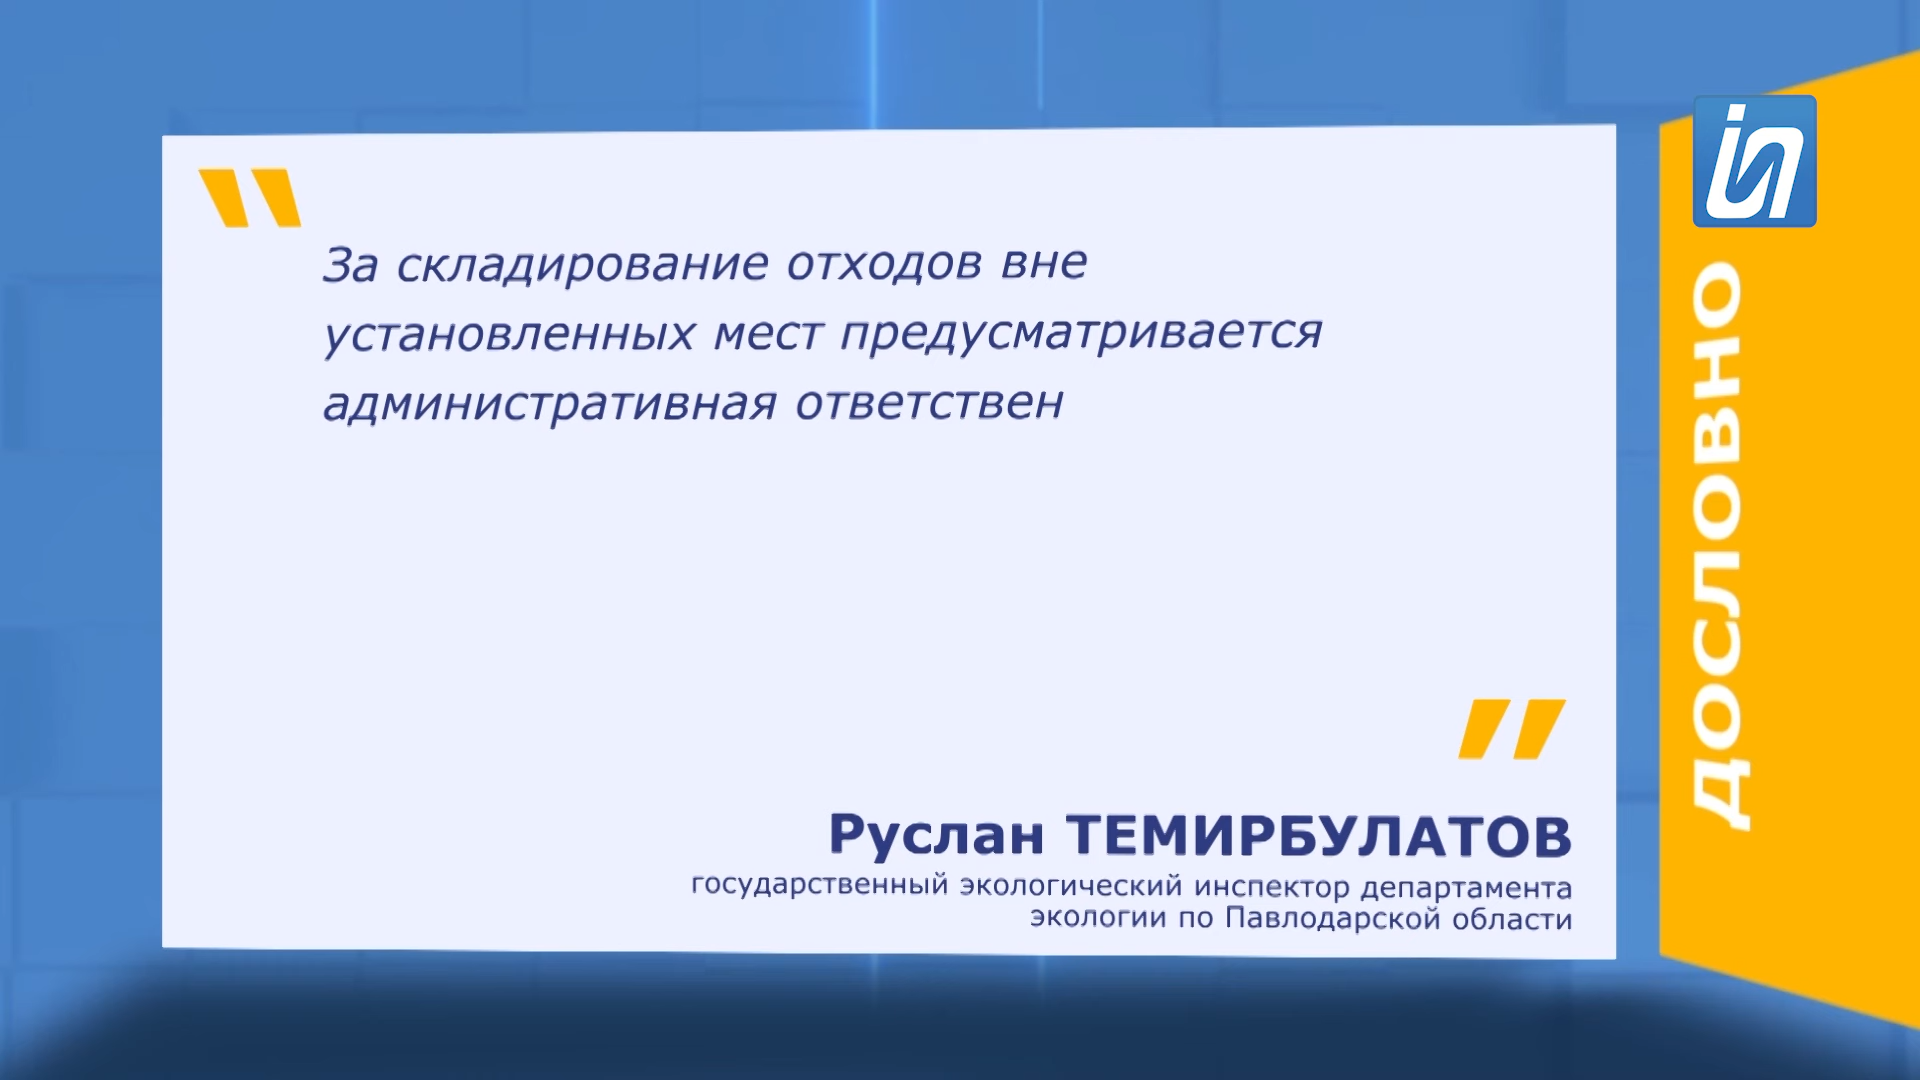 За складирование отходов вне
установленных мест предусматривается
административная ответствен
Руслан ТЕМИРБУЛАТОВ
государственный экологический инспектор департамента
экологии по Павлодарской области
ДОСЛОВНО